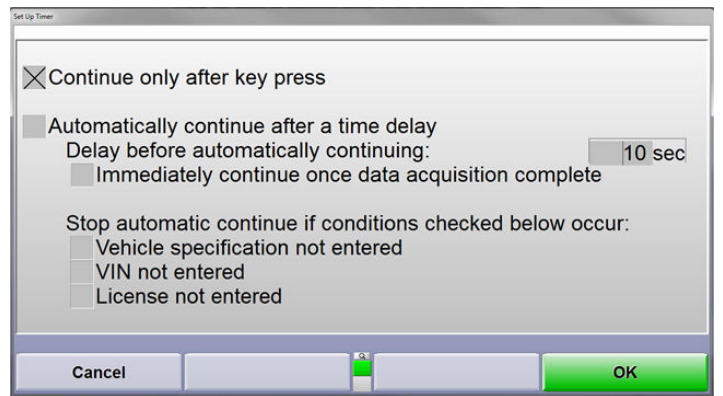 Set Up Timer
Continue only after key press
Automatically continue after a time delay
Delay before automatically continuing: 10 sec
Immediately continue once data acquisition complete
Stop automatic continue if conditions checked below occur:
Vehicle specification not entered
VIN not entered
License not entered
Cancel OK